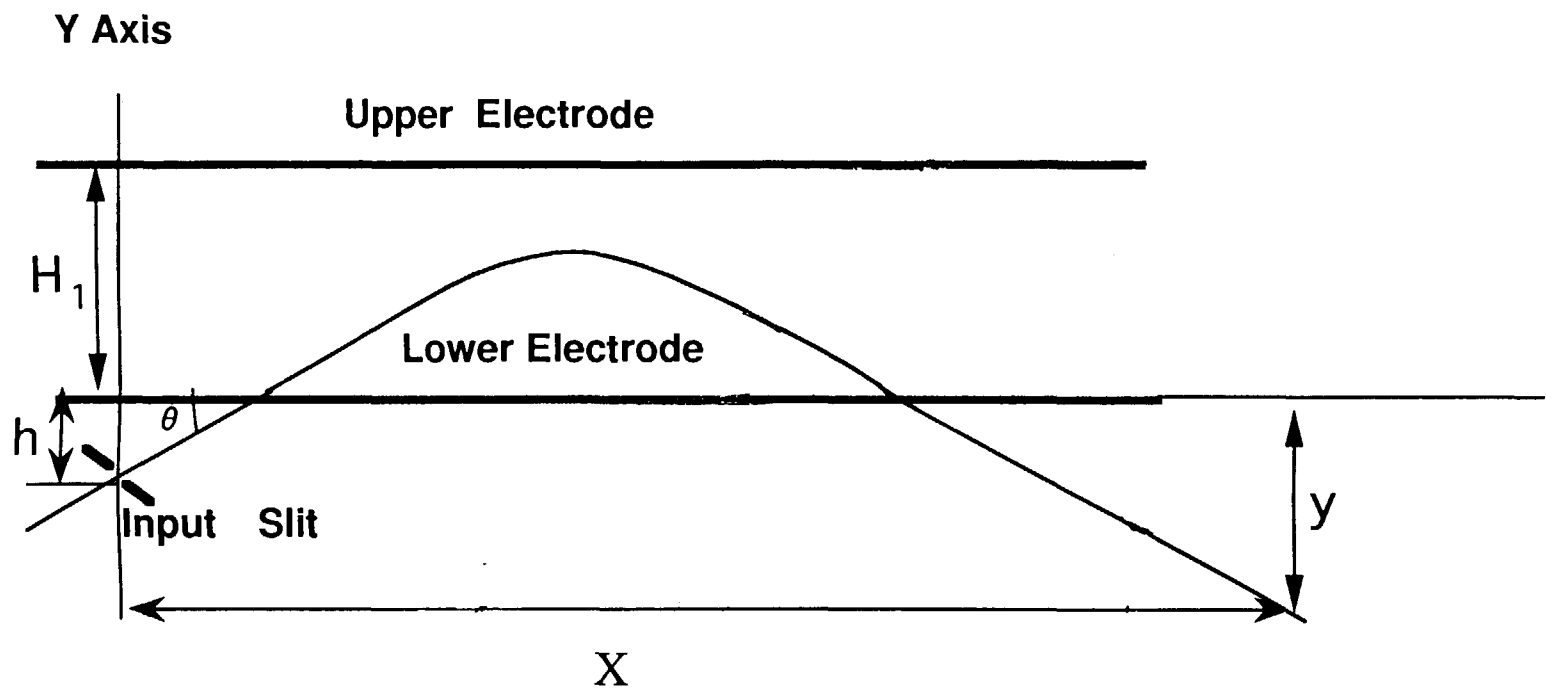 Y Axis
Upper Electrode
H1
Lower Electrode
h
θ
Input Slit
y
X